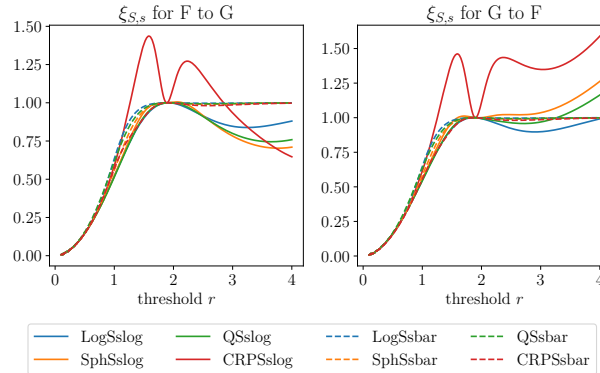 ξ_{S,s} for F to G
1.50
1.25
1.00
0.75
0.50
0.25
0.00
0 1 2 3 4
threshold r
ξ_{S,s} for G to F
1.50
1.25
1.00
0.75
0.50
0.25
0.00
0 1 2 3 4
threshold r
LogSslog QSslog LogSsbar QSsbar
SphSslog CRPSslog SphSsbar CRPSsbar